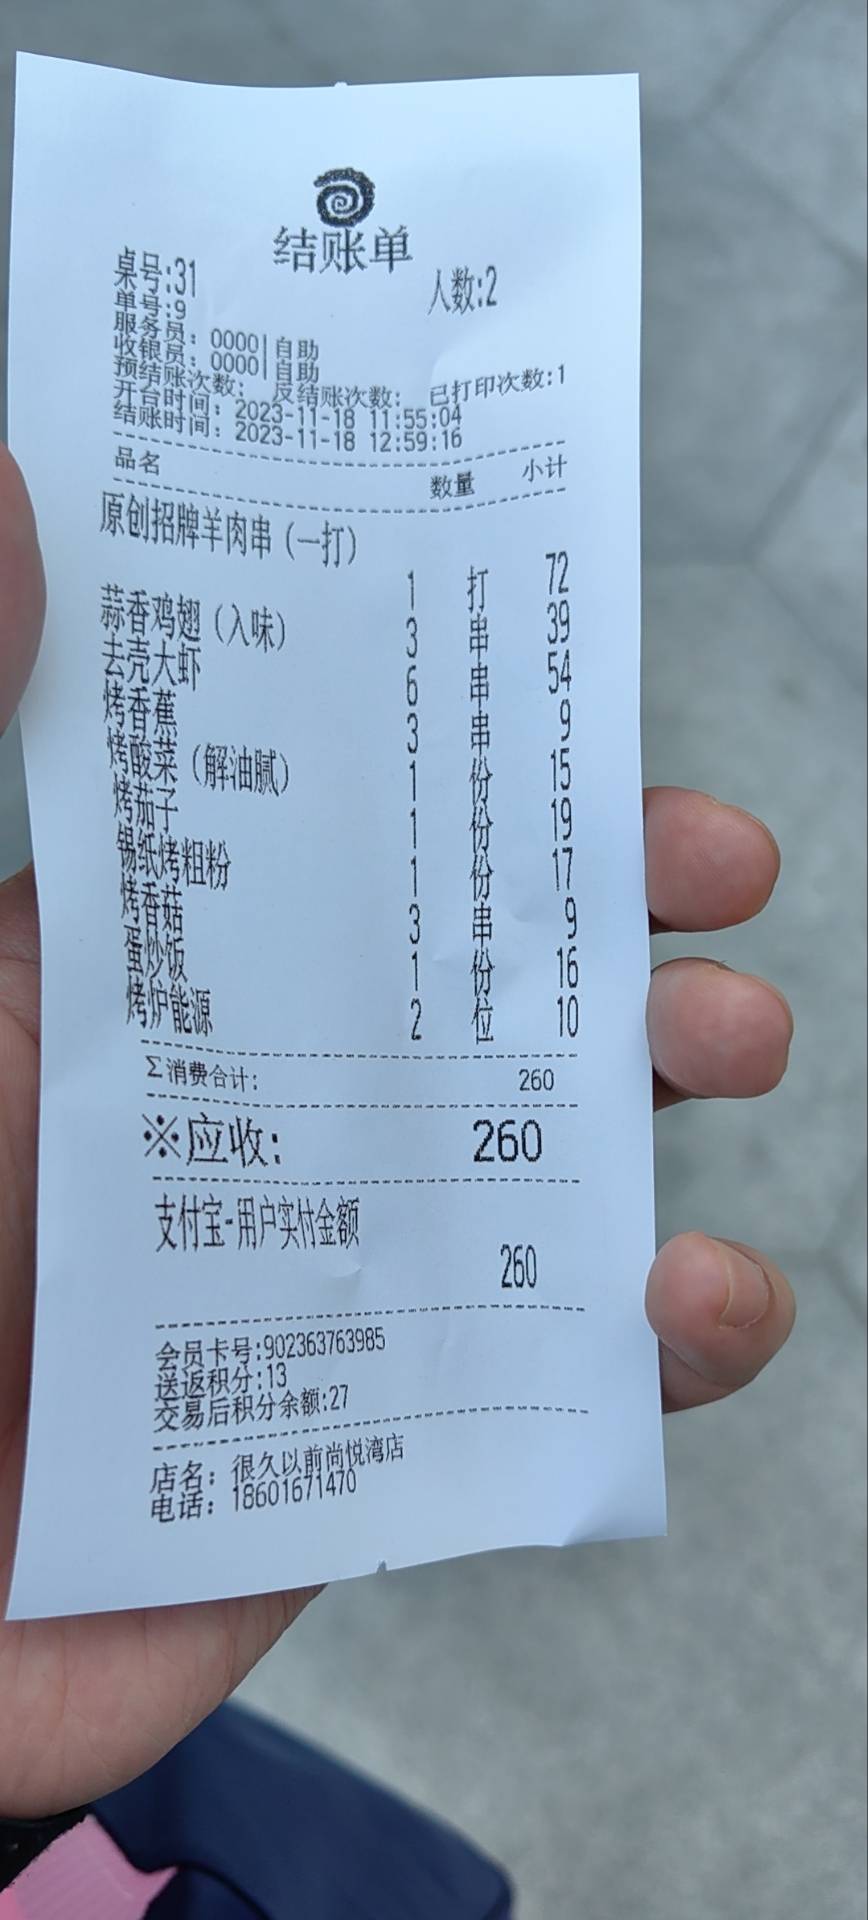 结账单
桌号:31 人数:2
单号:9
服务员: 0000|自助
收银员: 0000|自助
预结账次数: 反结账次数: 已打印次数:1
开台时间: 2023-11-18 11:55:04
结账时间: 2023-11-18 12:59:16
品名 数量 小计
原创招牌羊肉串(一打)
1 打 72
蒜香鸡翅(入味) 3 串 39
去壳大虾 6 串 54
烤香蕉 3 串 9
烤酸菜(解油腻) 1 份 15
烤茄子 1 份 19
锡纸烤粗粉 1 份 17
烤香菇 3 串 9
蛋炒饭 1 份 16
烤炉能源 2 位 10
Σ消费合计: 260
※应收: 260
支付宝-用户实付金额
260
会员卡号:902363763985
送返积分:13
交易后积分余额:27
店名: 很久以前尚悦湾店
电话: 18601671470